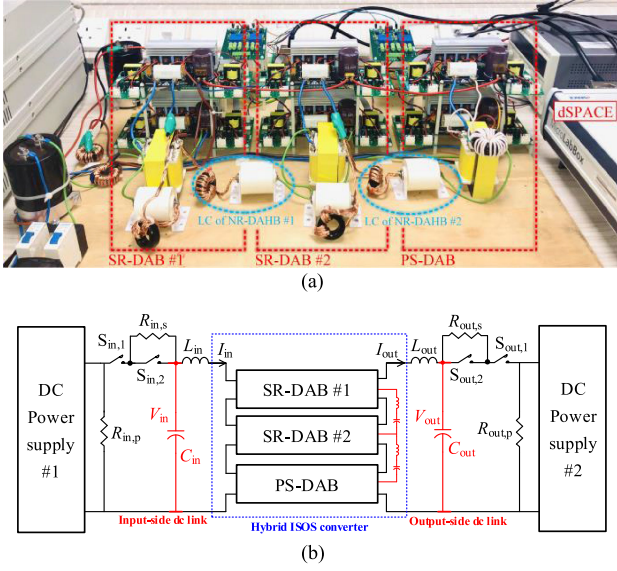 dSPACE
LC of NR-DAHB #1
LC of NR-DAHB #2
SR-DAB #1
SR-DAB #2
PS-DAB
(a)
Rin,s
Rout,s
Sin,1
Lin
Iin
Iout
Lout
Sout,1
Sin,2
Sout,2
DC
Power
supply
#1
Rin,p
Vin
Cin
SR-DAB #1
SR-DAB #2
PS-DAB
Vout
Cout
Rout,p
DC
Power
supply
#2
Input-side dc link
Hybrid ISOS converter
Output-side dc link
(b)